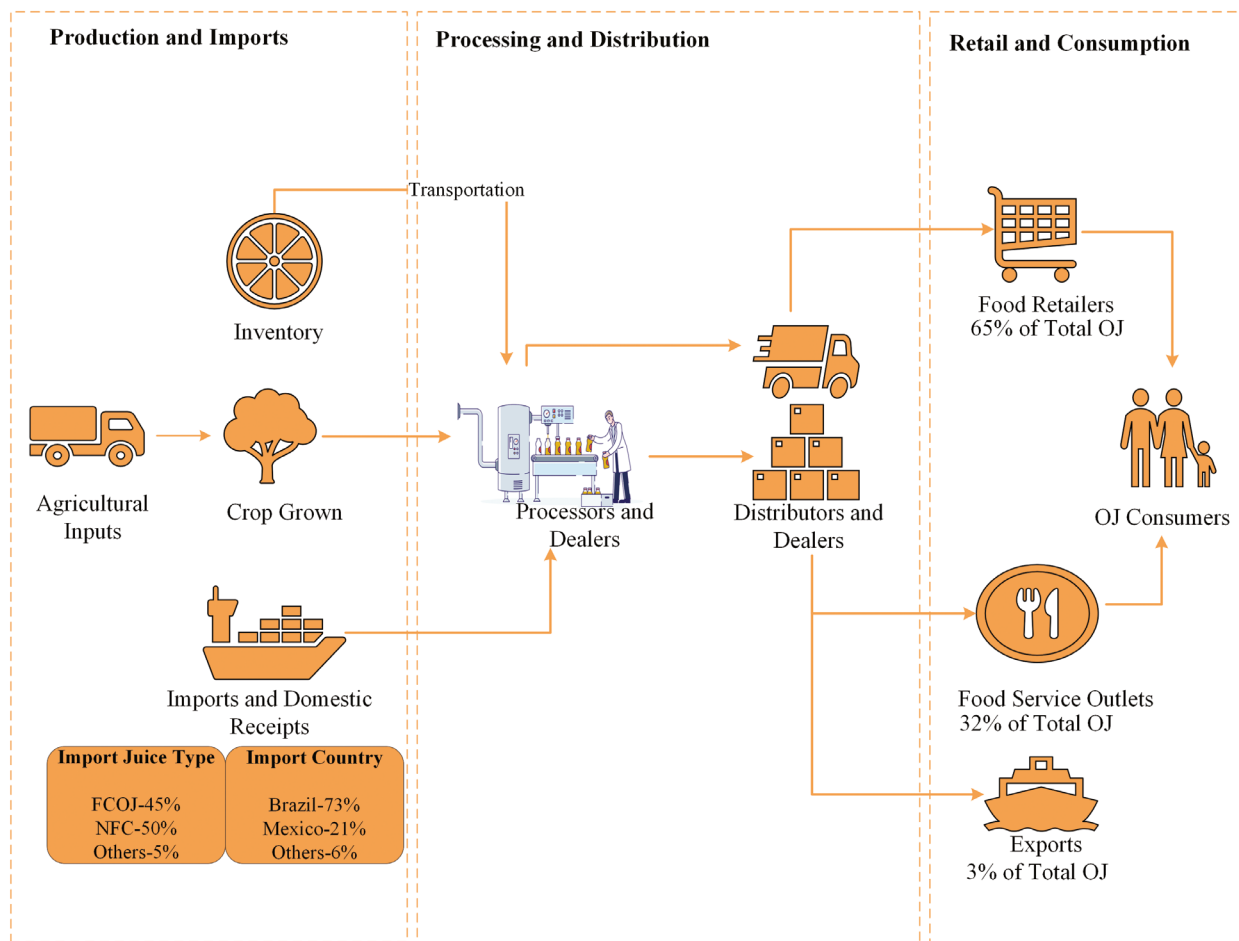 Production and Imports
Processing and Distribution
Retail and Consumption
Transportation
Inventory
Food Retailers
65% of Total OJ
Agricultural
Inputs
Crop Grown
Processors and
Dealers
Distributors and
Dealers
OJ Consumers
Imports and Domestic
Receipts
Food Service Outlets
32% of Total OJ
Import Juice Type
FCOJ-45%
NFC-50%
Others-5%
Import Country
Brazil-73%
Mexico-21%
Others-6%
Exports
3% of Total OJ